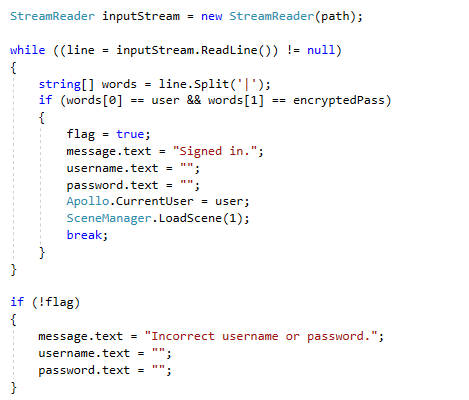 StreamReader inputStream = new StreamReader(path);

while ((line = inputStream.ReadLine()) != null)
{
    string[] words = line.Split('|');
    if (words[0] == user && words[1] == encryptedPass)
    {
        flag = true;
        message.text = "Signed in.";
        username.text = "";
        password.text = "";
        Apollo.CurrentUser = user;
        SceneManager.LoadScene(1);
        break;
    }
}

if (!flag)
{
    message.text = "Incorrect username or password.";
    username.text = "";
    password.text = "";
}